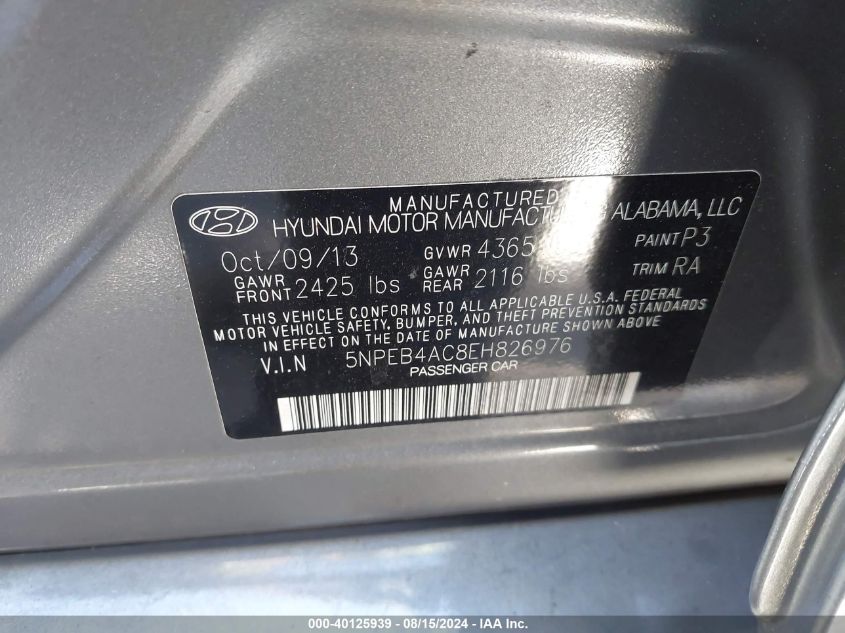 MANUFACTURED
HYUNDAI MOTOR ALABAMA, LLC
Oct/09/13 GVWR 4365 PAINT P3
GAWR FRONT 2425 lbs GAWR REAR 2116 lbs TRIM RA
THIS VEHICLE CONFORMS TO ALL APPLICABLE U.S.A. FEDERAL
MOTOR VEHICLE SAFETY, BUMPER, AND THEFT PREVENTION STANDARDS
IN EFFECT ON THE DATE OF MANUFACTURE SHOWN ABOVE.
V.I.N 5NPEB4AC8EH826976
PASSENGER CAR
000-40125939 - 08/15/2024 - IAA Inc.